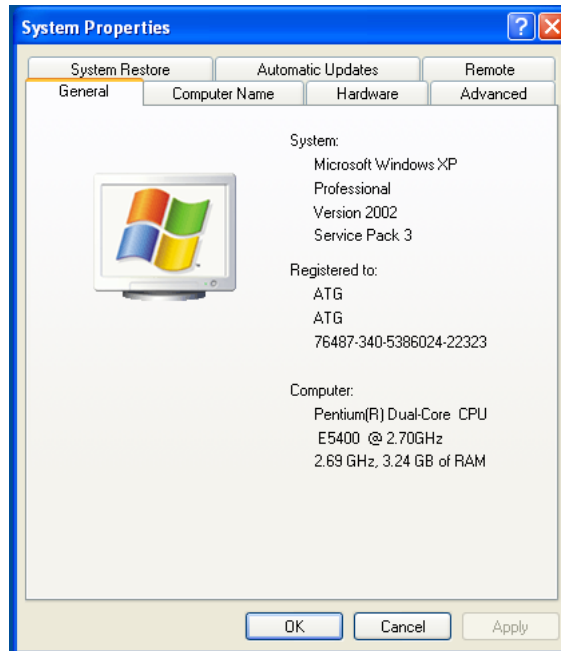 System Properties
System Restore
Automatic Updates
Remote
General
Computer Name
Hardware
Advanced
System:
Microsoft Windows XP
Professional
Version 2002
Service Pack 3
Registered to:
ATG
ATG
76487-340-5386024-22323
Computer:
Pentium(R) Dual-Core CPU
E5400 @ 2.70GHz
2.69 GHz, 3.24 GB of RAM
OK
Cancel
Apply